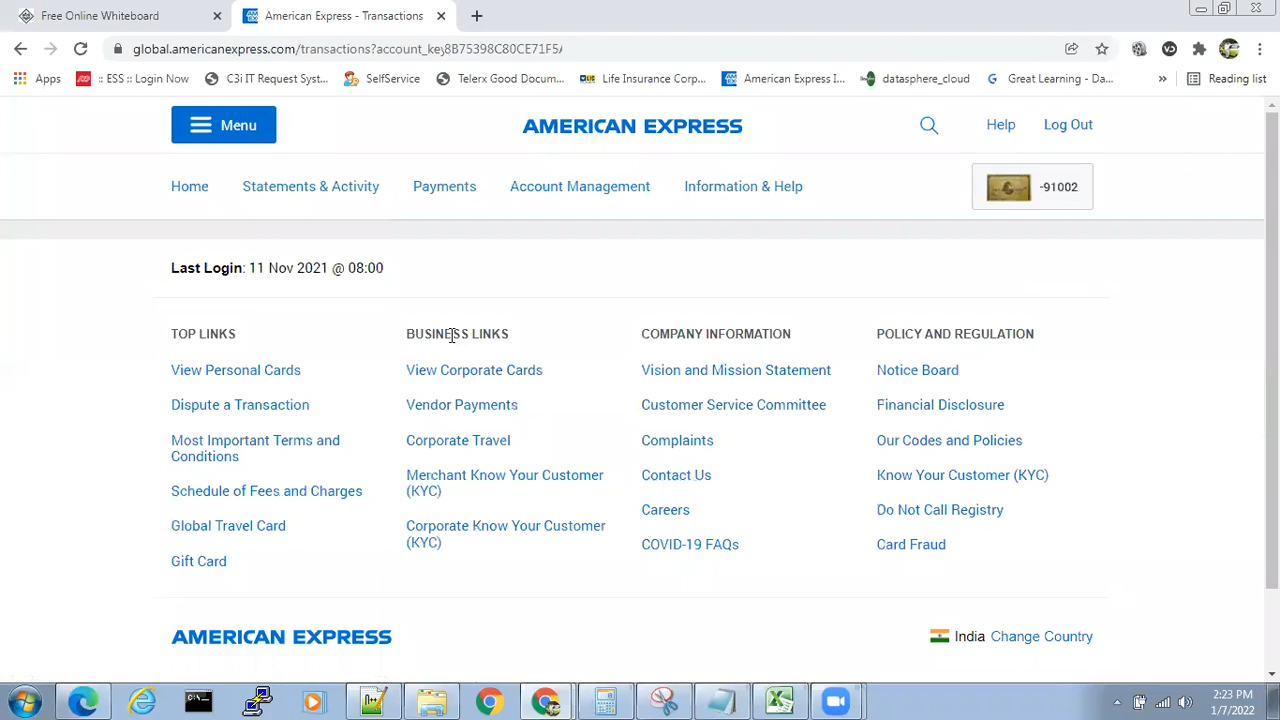 Free Online Whiteboard
American Express - Transactions
global.americanexpress.com/transactions?account_key8B75398C80CE71F5/
Apps
:: ESS :: Login Now
C3i IT Request Syst...
SelfService
Telerx Good Docum...
Life Insurance Corp...
American Express I...
datasphere_cloud
Great Learning - Da...
»
Reading list
Menu
AMERICAN EXPRESS
Help
Log Out
Home
Statements & Activity
Payments
Account Management
Information & Help
-91002
Last Login: 11 Nov 2021 @ 08:00
TOP LINKS
View Personal Cards
Dispute a Transaction
Most Important Terms and
Conditions
Schedule of Fees and Charges
Global Travel Card
Gift Card
BUSINESS LINKS
View Corporate Cards
Vendor Payments
Corporate Travel
Merchant Know Your Customer
(KYC)
Corporate Know Your Customer
(KYC)
COMPANY INFORMATION
Vision and Mission Statement
Customer Service Committee
Complaints
Contact Us
Careers
COVID-19 FAQs
POLICY AND REGULATION
Notice Board
Financial Disclosure
Our Codes and Policies
Know Your Customer (KYC)
Do Not Call Registry
Card Fraud
AMERICAN EXPRESS
India Change Country
2:23 PM
1/7/2022